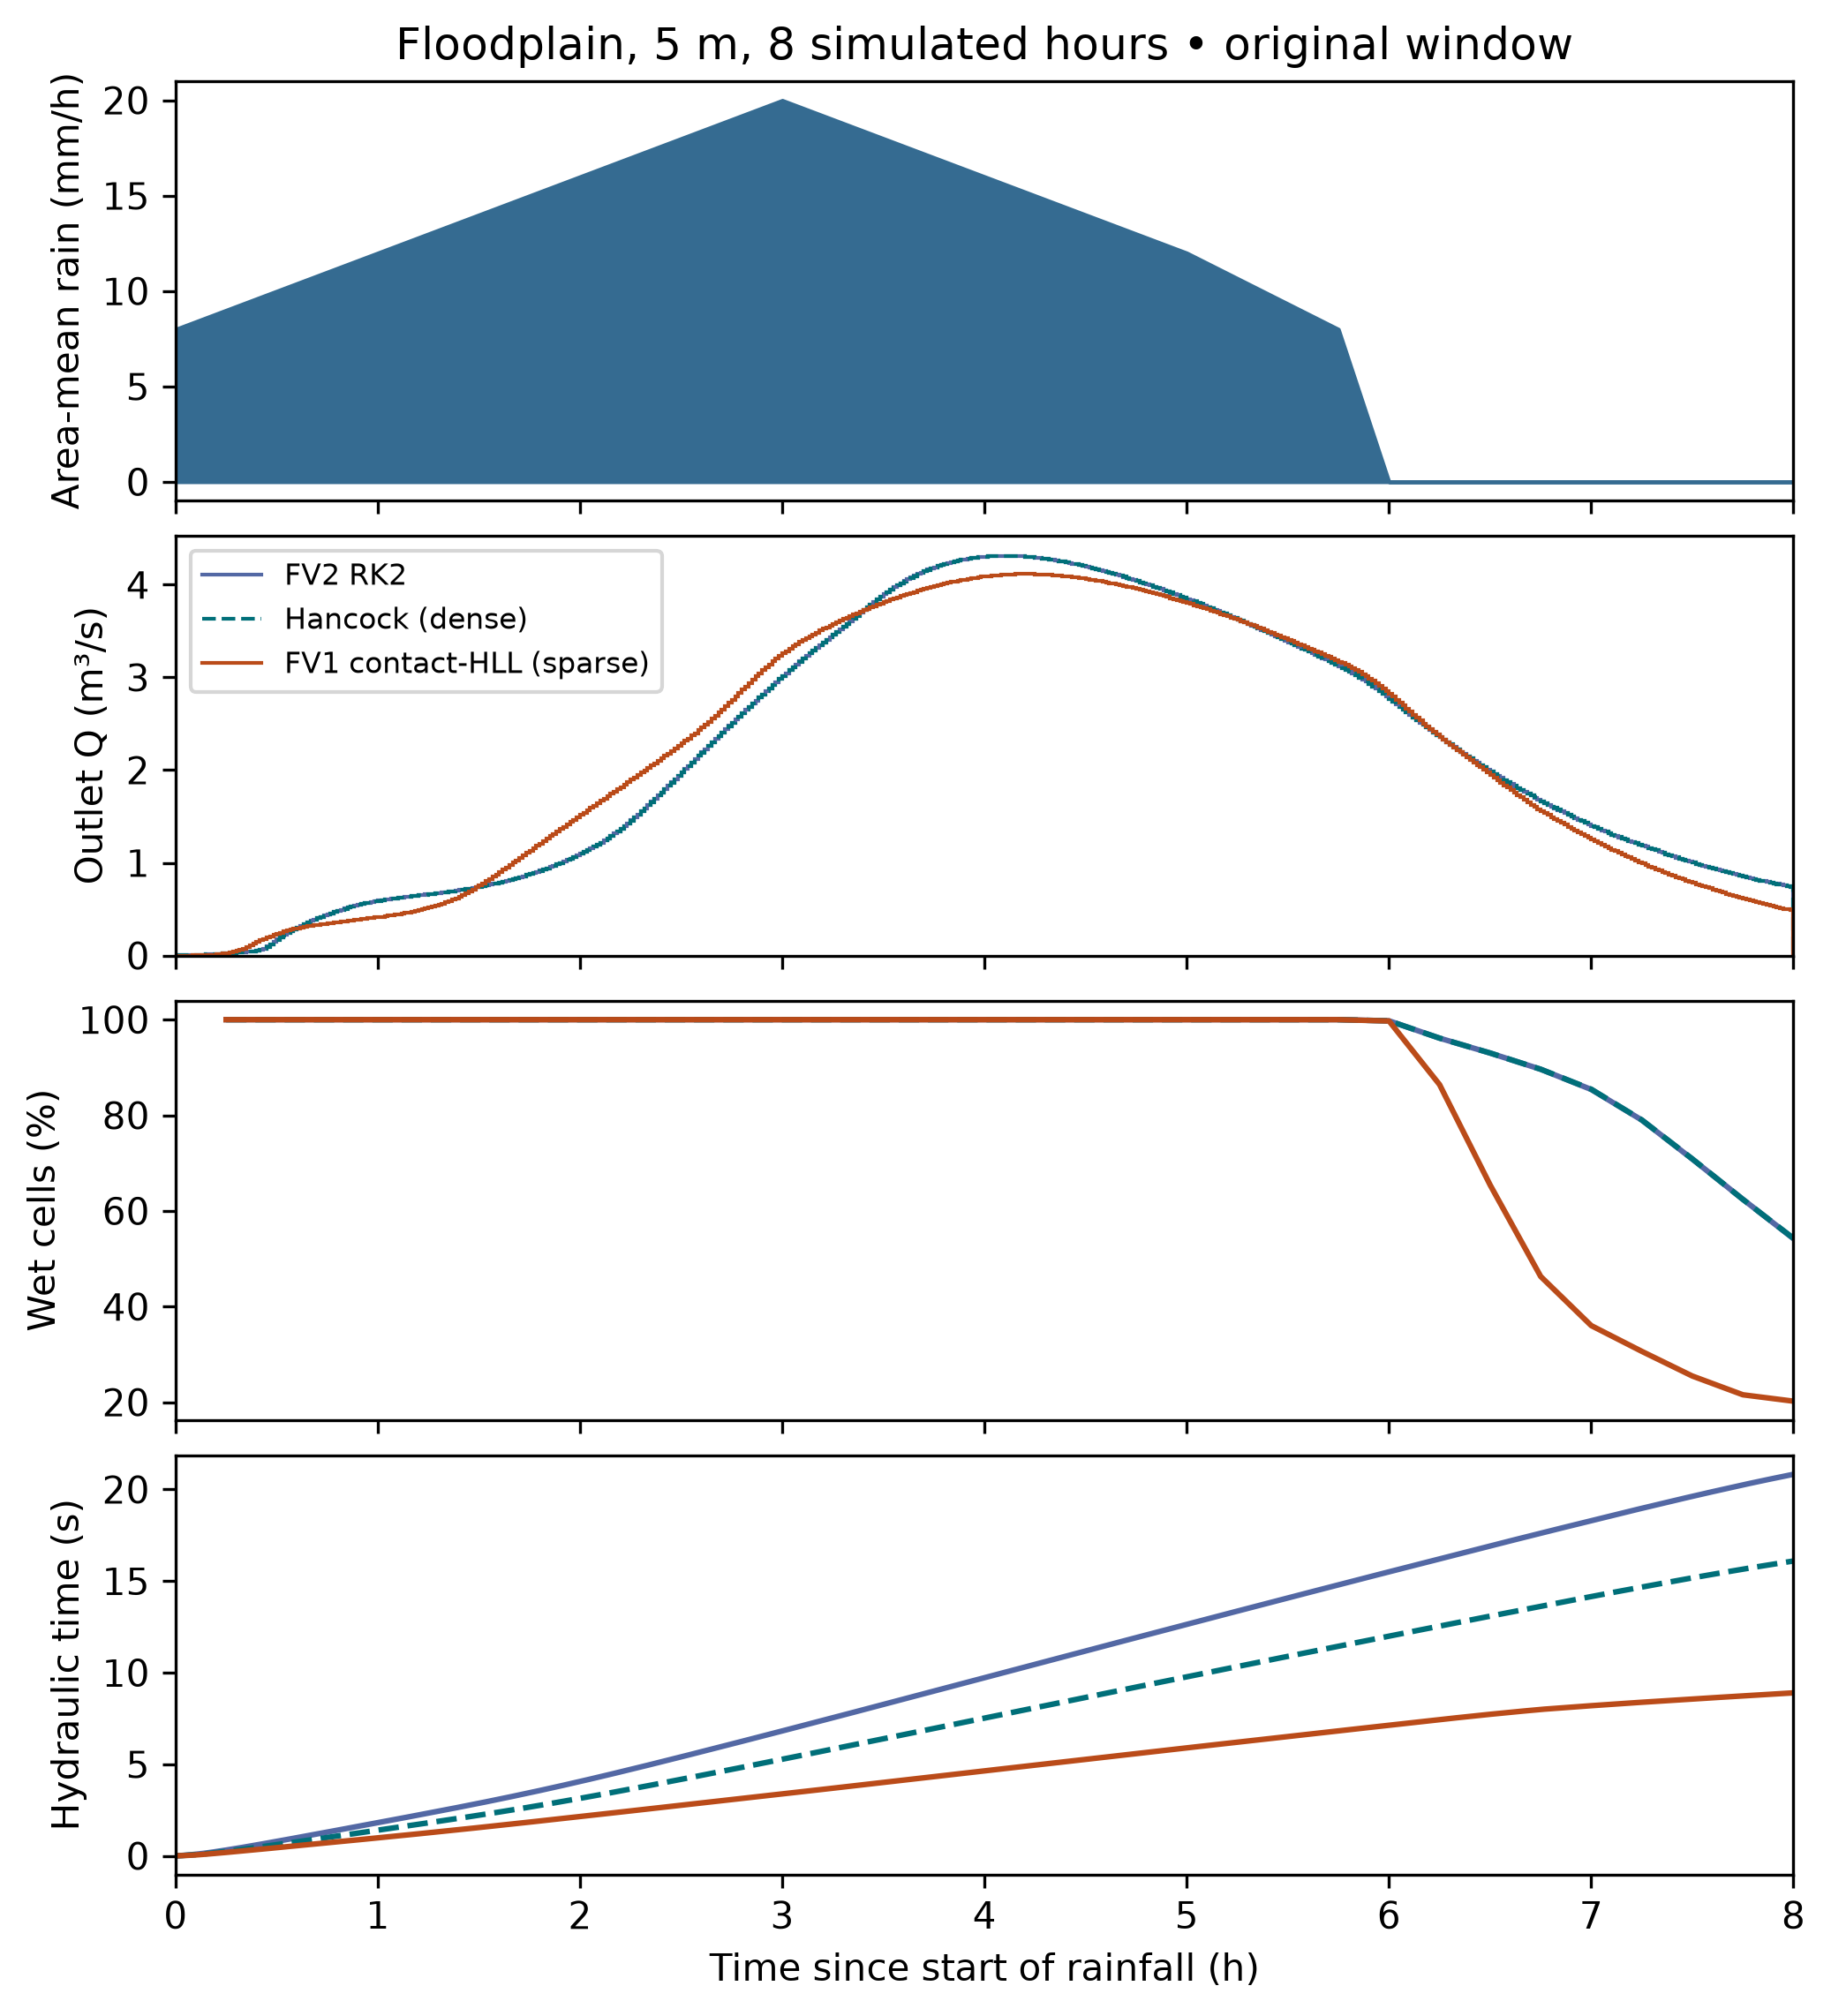 Floodplain, 5 m, 8 simulated hours • original window
Area-mean rain (mm/h)
20
15
10
5
0
Outlet Q (m³/s)
4
3
2
1
0
FV2 RK2
Hancock (dense)
FV1 contact-HLL (sparse)
Wet cells (%)
100
80
60
40
20
Hydraulic time (s)
20
15
10
5
0
0 1 2 3 4 5 6 7 8
Time since start of rainfall (h)